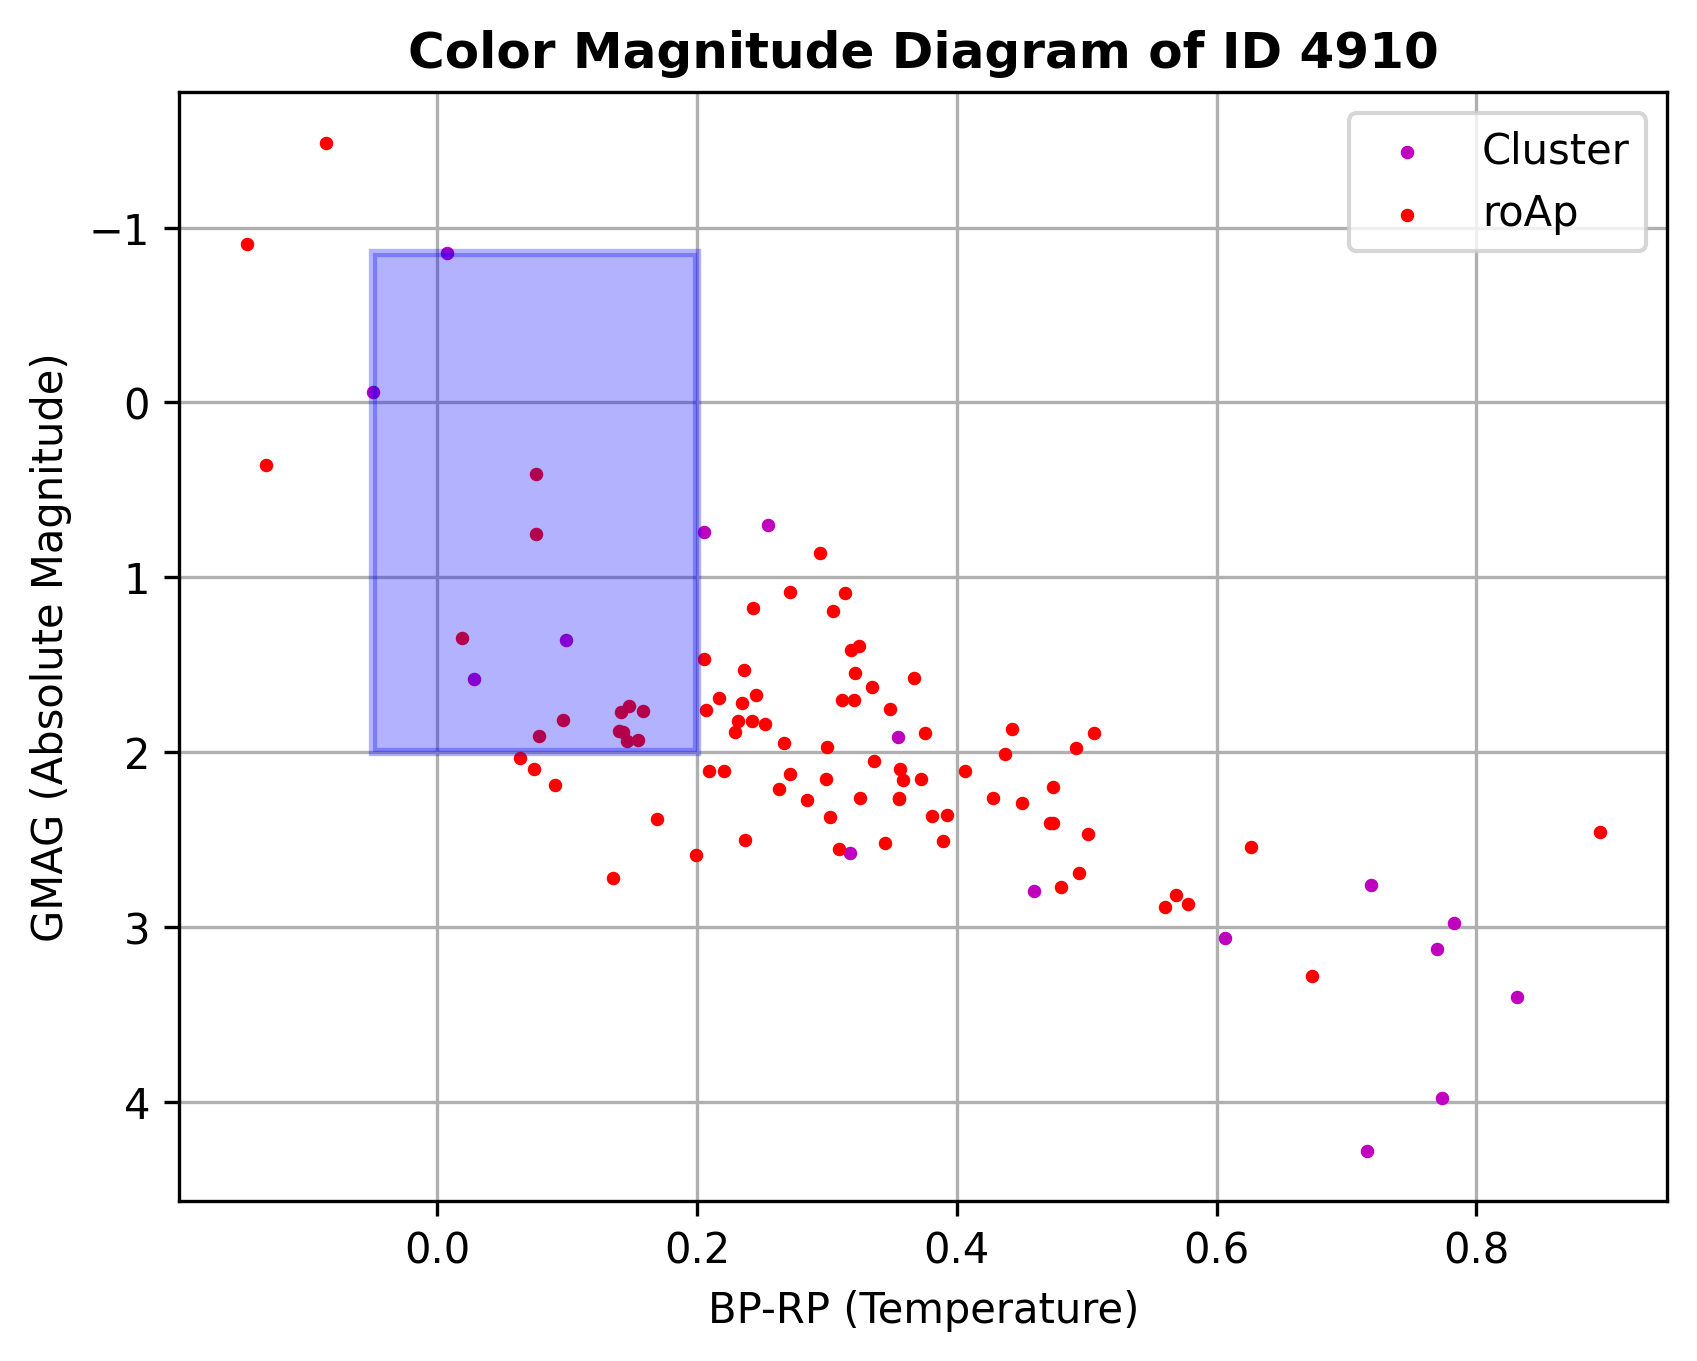 Color Magnitude Diagram of ID 4910
Cluster
roAp
−1
0
1
2
3
4
GMAG (Absolute Magnitude)
0.0 0.2 0.4 0.6 0.8
BP-RP (Temperature)